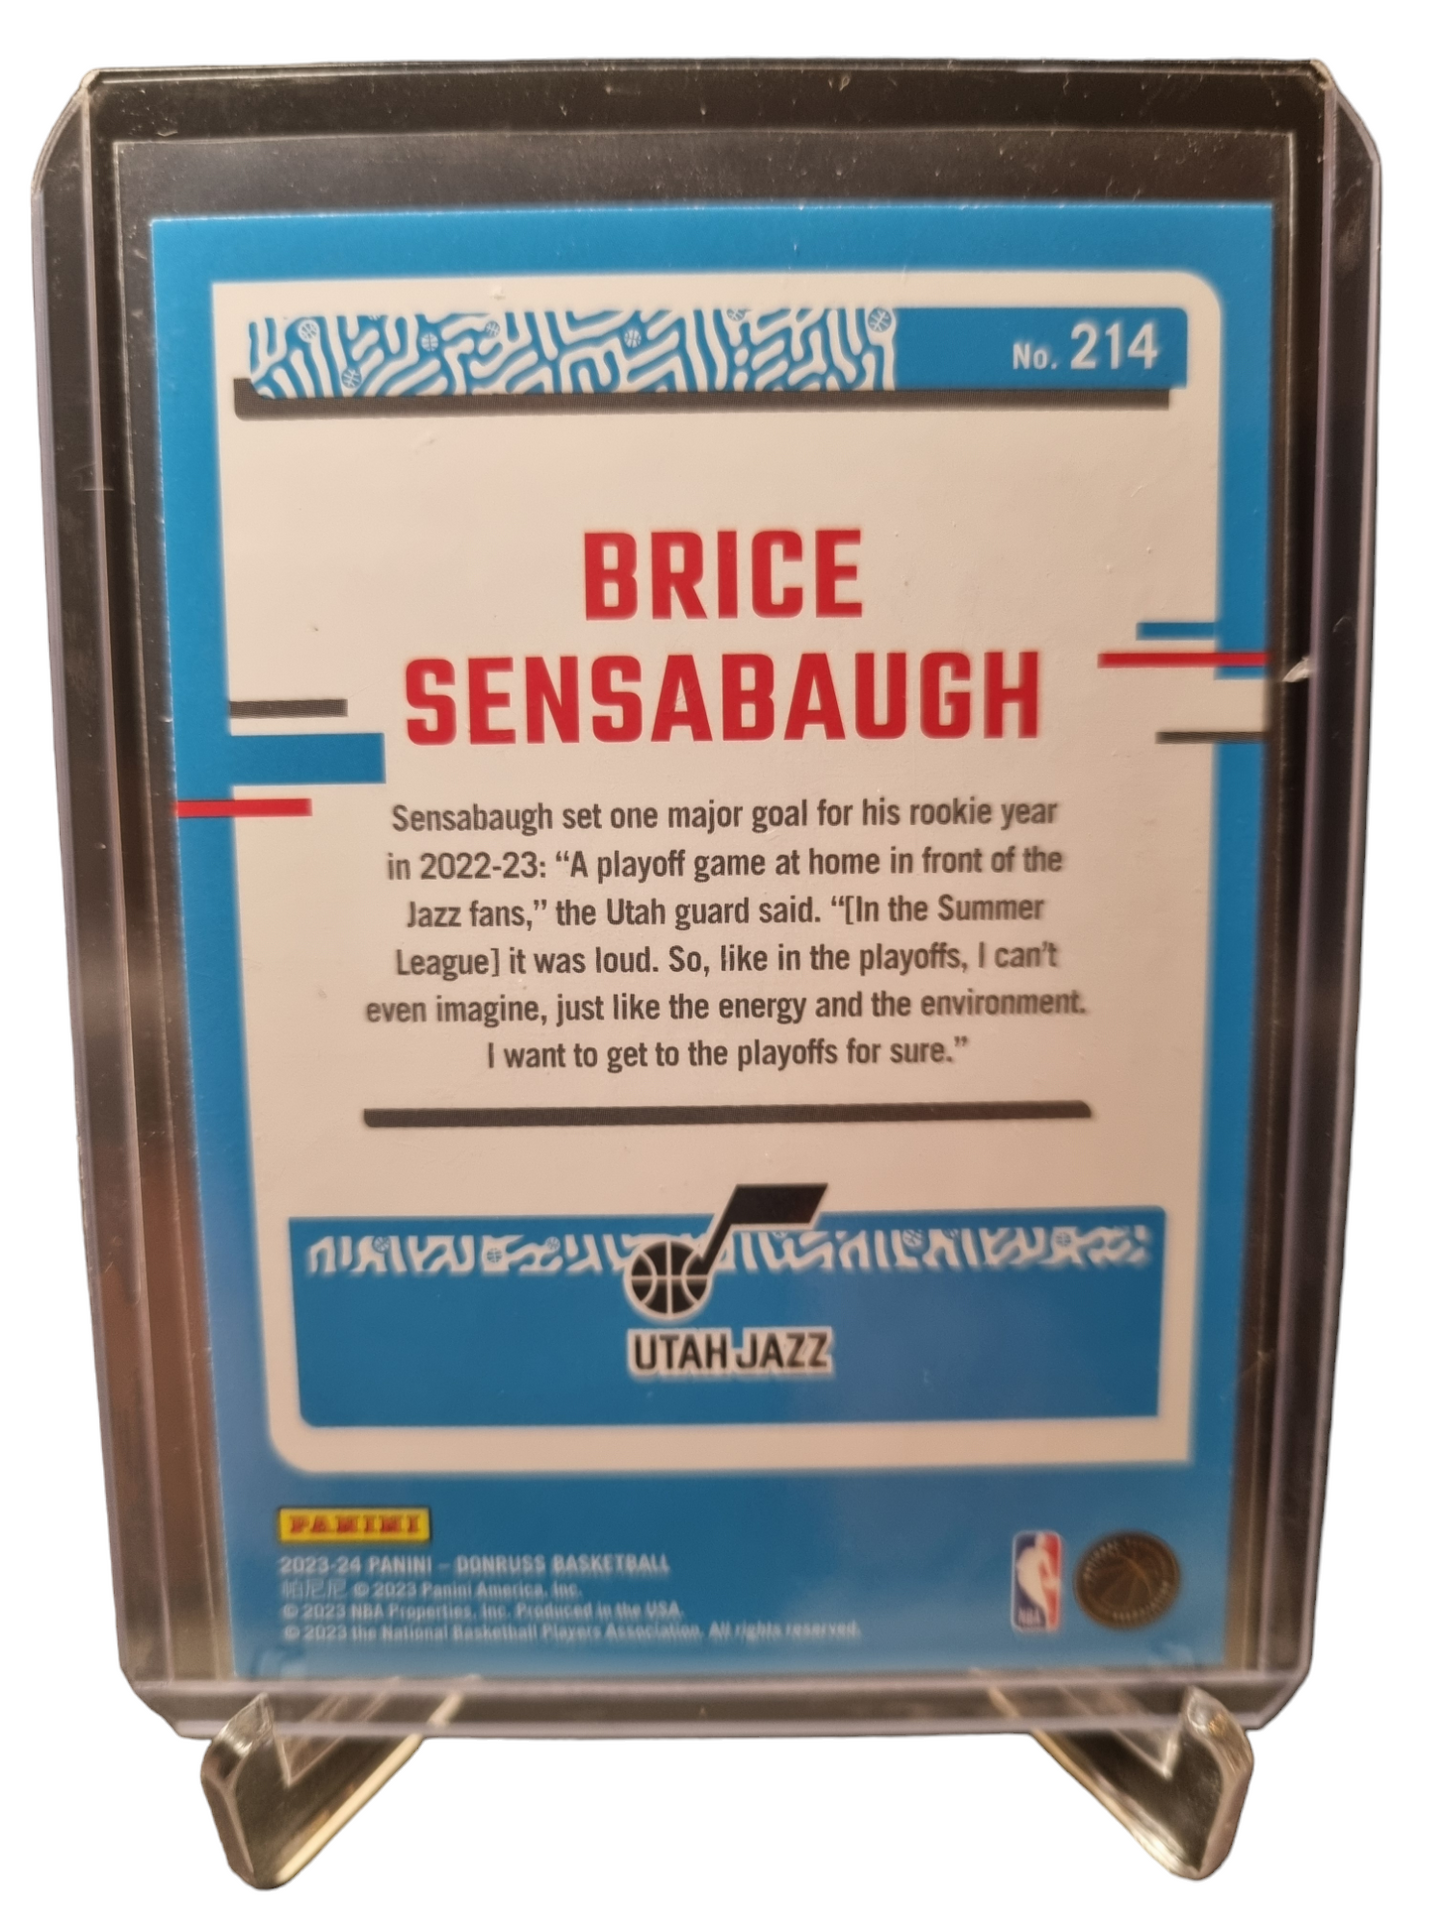 No. 214
BRICE
SENSABAUGH
Sensabaugh set one major goal for his rookie year
in 2022-23: “A playoff game at home in front of the
Jazz fans,” the Utah guard said. “[In the Summer
League] it was loud. So, like in the playoffs, I can’t
even imagine, just like the energy and the environment.
I want to get to the playoffs for sure.”
UTAH JAZZ
PANINI
2023-24 PANINI – DONRUSS BASKETBALL
帕尼尼 © 2023 Panini America, Inc.
© 2023 NBA Properties, Inc. Produced in the USA.
© 2023 the National Basketball Players Association. All rights reserved.
NBA